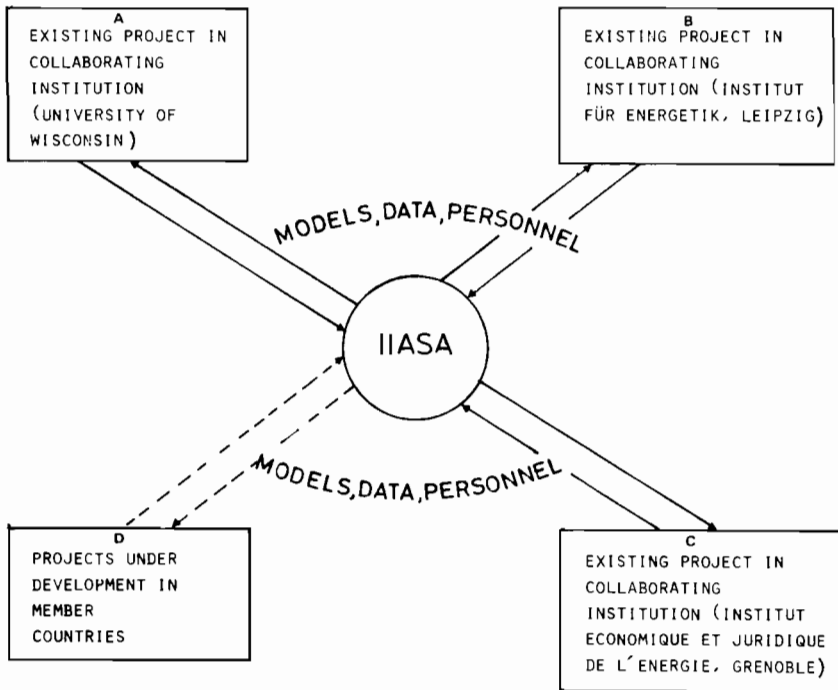 A
EXISTING PROJECT IN
COLLABORATING
INSTITUTION
(UNIVERSITY OF
WISCONSIN)
B
EXISTING PROJECT IN
COLLABORATING
INSTITUTION (INSTITUT
FÜR ENERGETIK, LEIPZIG)
MODELS,DATA,PERSONNEL
IIASA
MODELS,DATA,PERSONNEL
D
PROJECTS UNDER
DEVELOPMENT IN
MEMBER
COUNTRIES
C
EXISTING PROJECT IN
COLLABORATING
INSTITUTION (INSTITUT
ECONOMIQUE ET JURIDIQUE
DE L'ENERGIE, GRENOBLE)